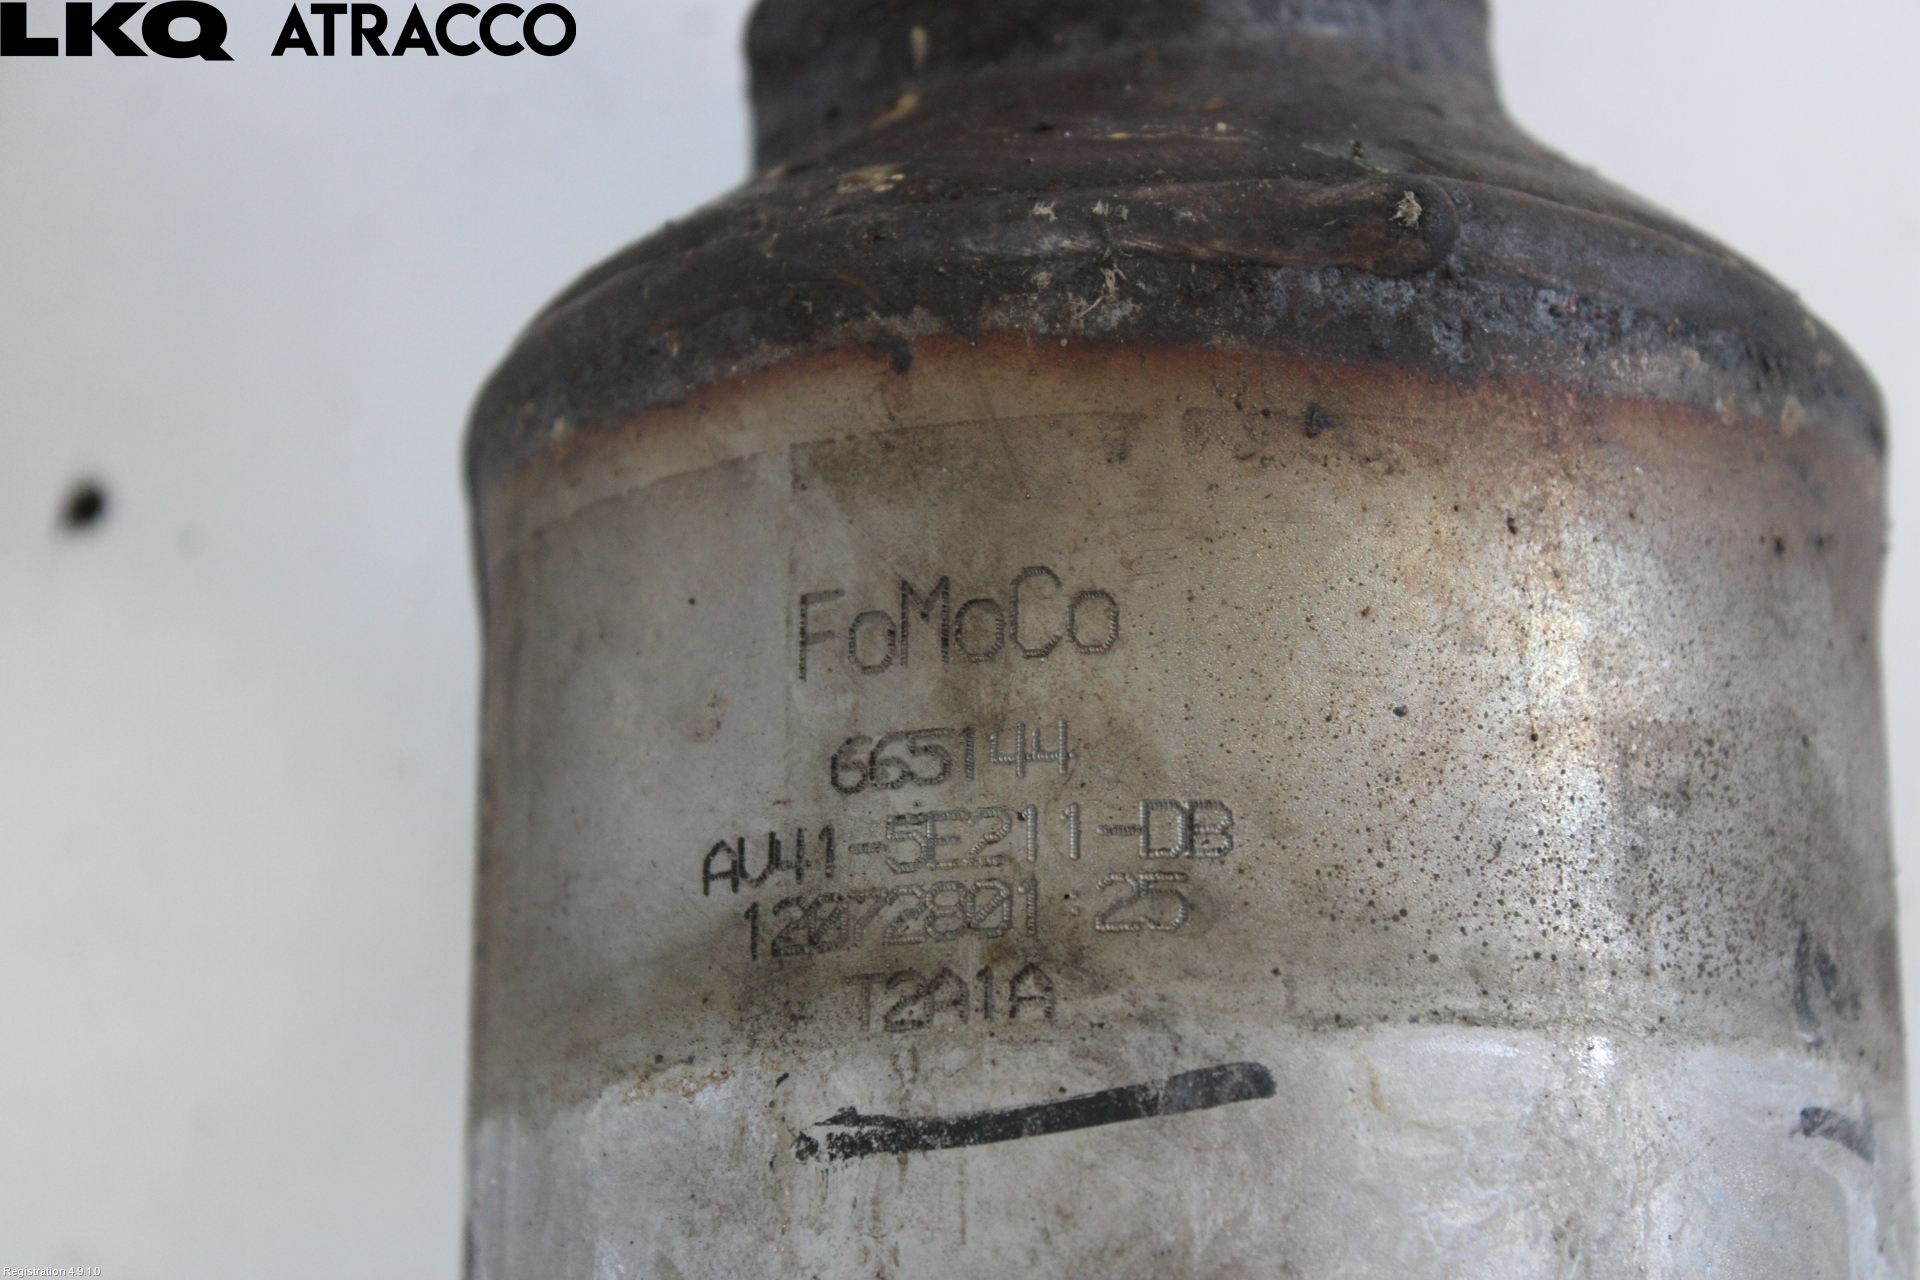 LKQ ATRACCO
FoMoCo
665144
AV41-5E211-DB
12072801:25
T2A1A
Registration 4.9.1.0